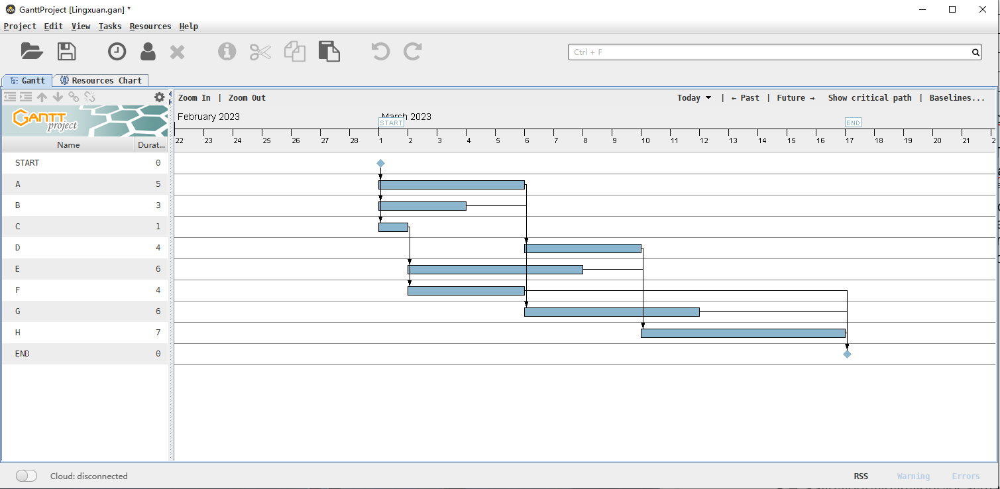 GanttProject [Lingxuan.gan] *
Project Edit View Tasks Resources Help
Ctrl + F
Gantt Resources Chart
Zoom In | Zoom Out Today | ← Past | Future → Show critical path | Baselines...
GANTT project
February 2023 March 2023
START END
Name Durat... 22 23 24 25 26 27 28 1 2 3 4 5 6 7 8 9 10 11 12 13 14 15 16 17 18 19 20 21 2
START 0
A 5
B 3
C 1
D 4
E 6
F 4
G 6
H 7
END 0
Cloud: disconnected RSS Warning Errors